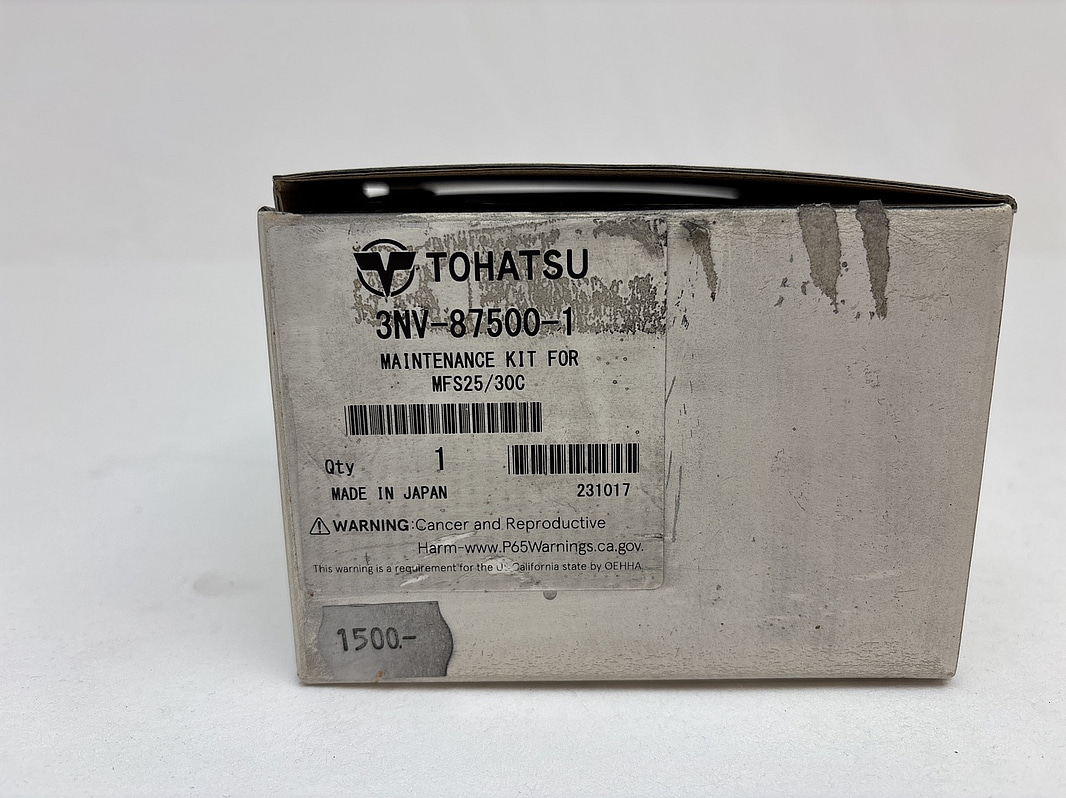 TOHATSU
3NV-87500-1
MAINTENANCE KIT FOR
MFS25/30C
Qty 1
MADE IN JAPAN 231017
WARNING:Cancer and Reproductive
Harm-www.P65Warnings.ca.gov.
This warning is a requirement for the US California state by OEHHA
1500.-